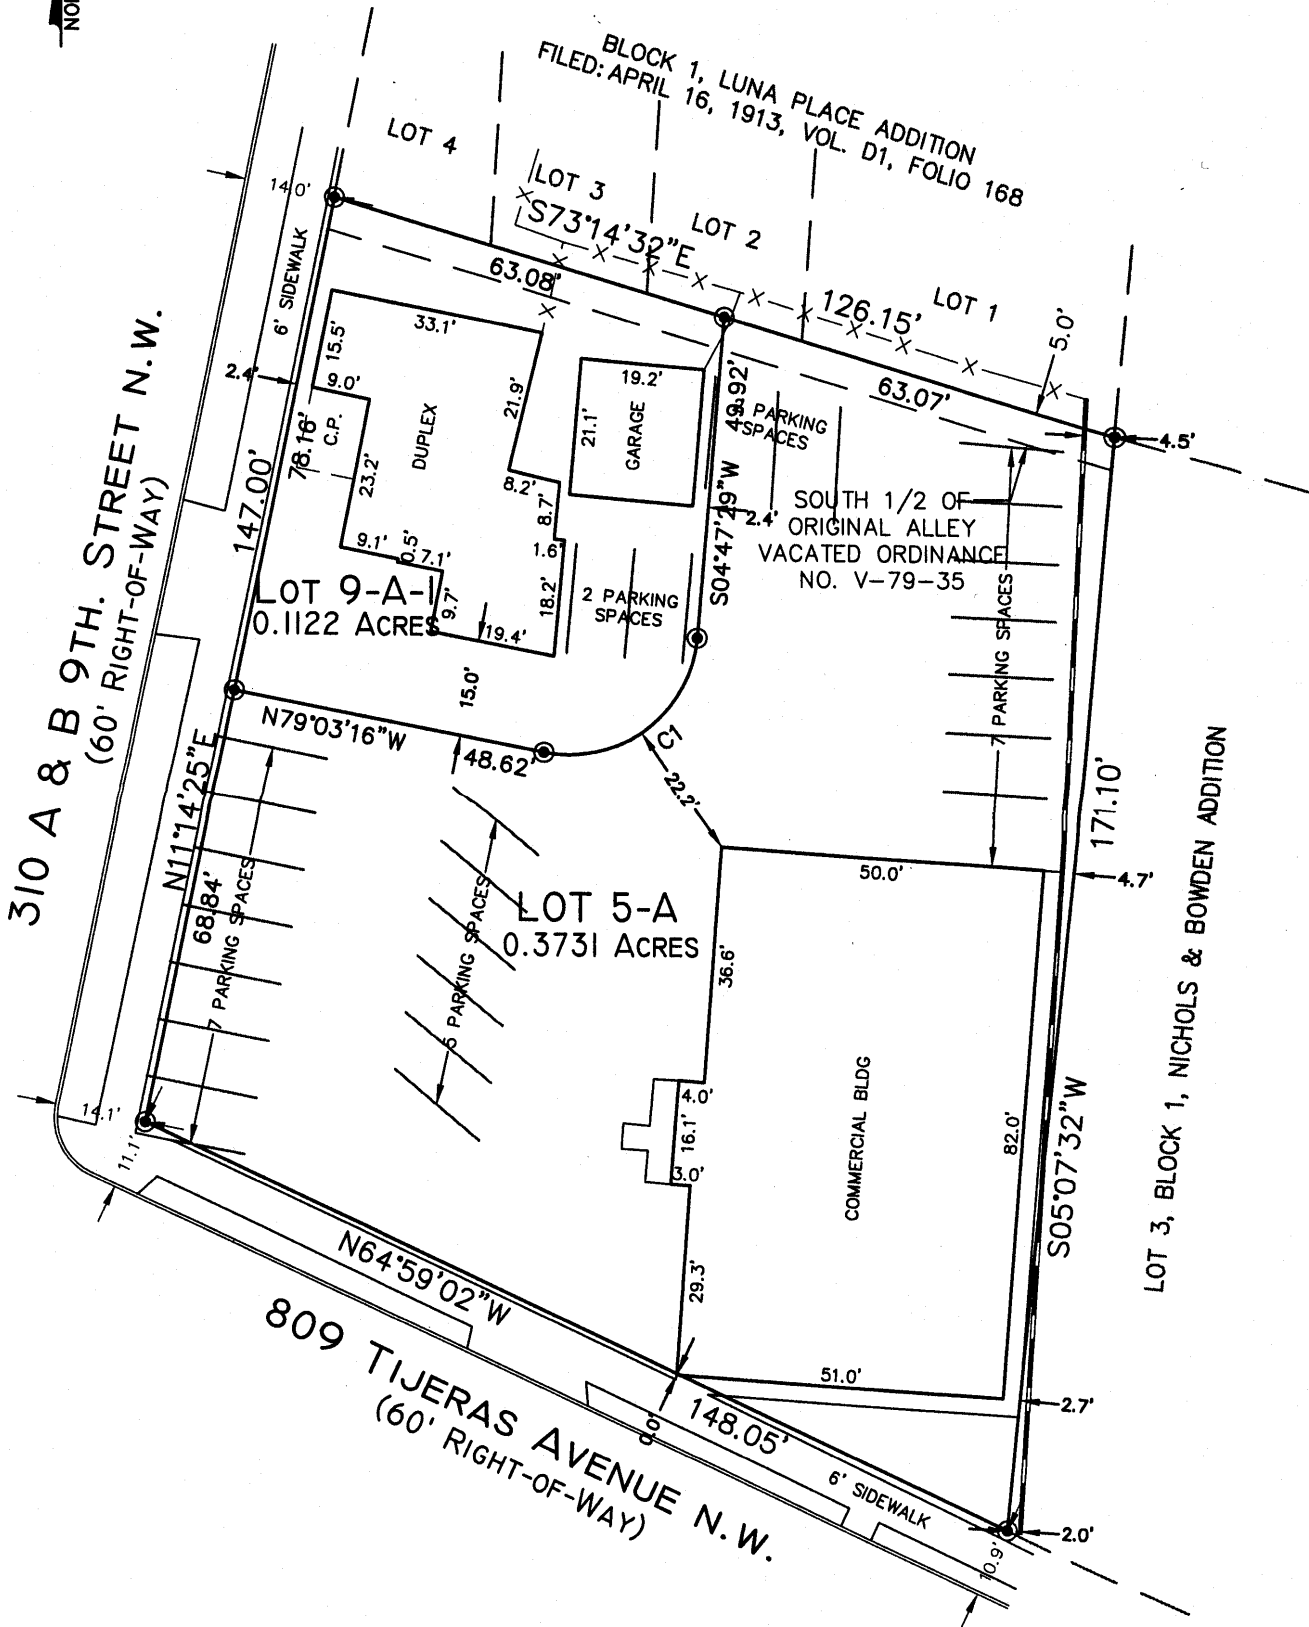 BLOCK 1, LUNA PLACE ADDITION
FILED: APRIL 16, 1913, VOL. D1, FOLIO 168
LOT 4
LOT 3
LOT 2
LOT 1
S73°14'32"E
126.15'
63.08'
63.07'
5.0'
4.5'
14.0'
6' SIDEWALK
2.4'
15.5'
33.1'
9.0'
C.P.
DUPLEX
21.9'
23.2'
8.2'
8.7'
1.6'
18.2'
9.1'
0.5'
7.1'
9.7'
19.4'
19.2'
21.1'
GARAGE
49.92'
S04°47'29"W
2.4'
PARKING
SPACES
2 PARKING
SPACES
SOUTH 1/2 OF
ORIGINAL ALLEY
VACATED ORDINANCE
NO. V-79-35
7 PARKING SPACES
78.16'
147.00'
310 A & B 9TH. STREET N.W.
(60' RIGHT-OF-WAY)
LOT 9-A-1
0.1122 ACRES
15.0'
N79°03'16"W
48.62'
C1
22.2'
N11°14'25"E
68.84'
7 PARKING SPACES
PARKING SPACES
LOT 5-A
0.3731 ACRES
50.0'
4.7'
171.10'
36.6'
4.0'
16.1'
3.0'
29.3'
COMMERCIAL BLDG
82.0'
51.0'
S05°07'32"W
LOT 3, BLOCK 1, NICHOLS & BOWDEN ADDITION
14.1'
11.1'
N64°59'02"W
148.05'
0.0'
2.7'
2.0'
6' SIDEWALK
10.9'
809 TIJERAS AVENUE N.W.
(60' RIGHT-OF-WAY)